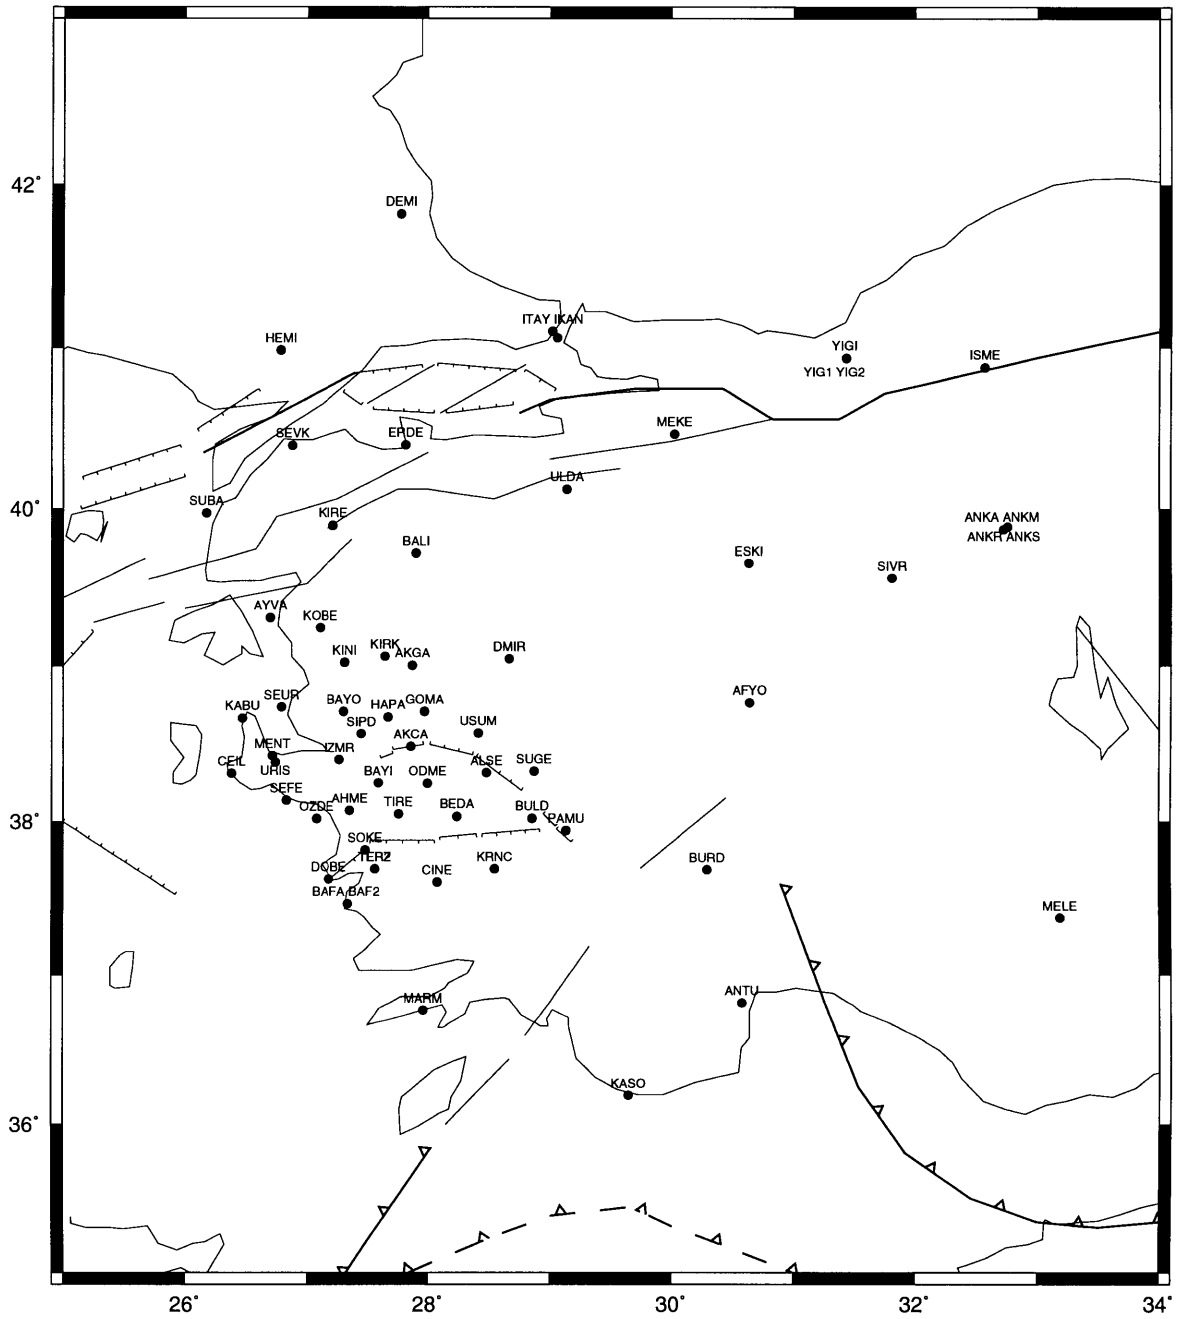 42°
DEMI
ITAY IKAN
HEMI
YIGI
ISME
YIG1 YIG2
MEKE
SEVK
ERDE
ULDA
SUBA
40°
KIRE
ANKA ANKM
ANKR ANKS
BALI
ESKI
SIVR
AYVA
KOBE
KIRK
KINI
AKGA
DMIR
AFYO
SEUR
KABU
BAYO
HAPA
GOMA
SIPD
USUM
AKCA
MENT
IZMR
CEIL
URIS
ALSE
SUGE
BAYI
ODME
SEFE
AHME
TIRE
BEDA
OZDE
BULD
38°
PAMU
SOKE
DOBE
CINE
KRNC
BURD
BAFA BAF2
MELE
ANTU
MARM
KASO
36°
26°
28°
30°
32°
34°